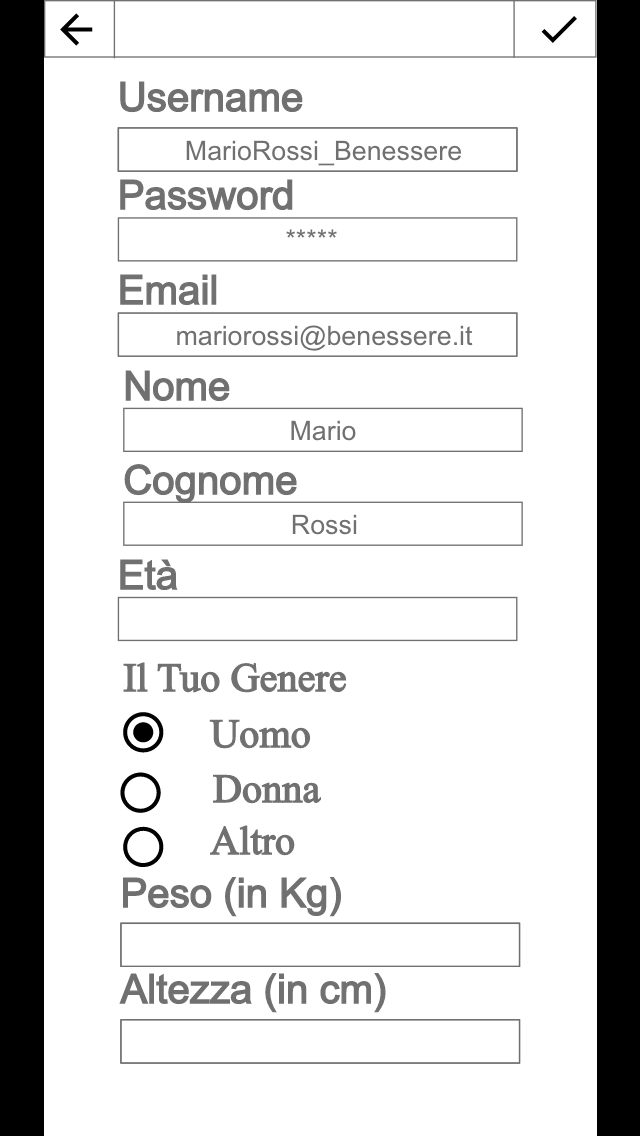 Username
MarioRossi_Benessere
Password
*****
Email
mariorossi@benessere.it
Nome
Mario
Cognome
Rossi
Età
Il Tuo Genere
Uomo
Donna
Altro
Peso (in Kg)
Altezza (in cm)